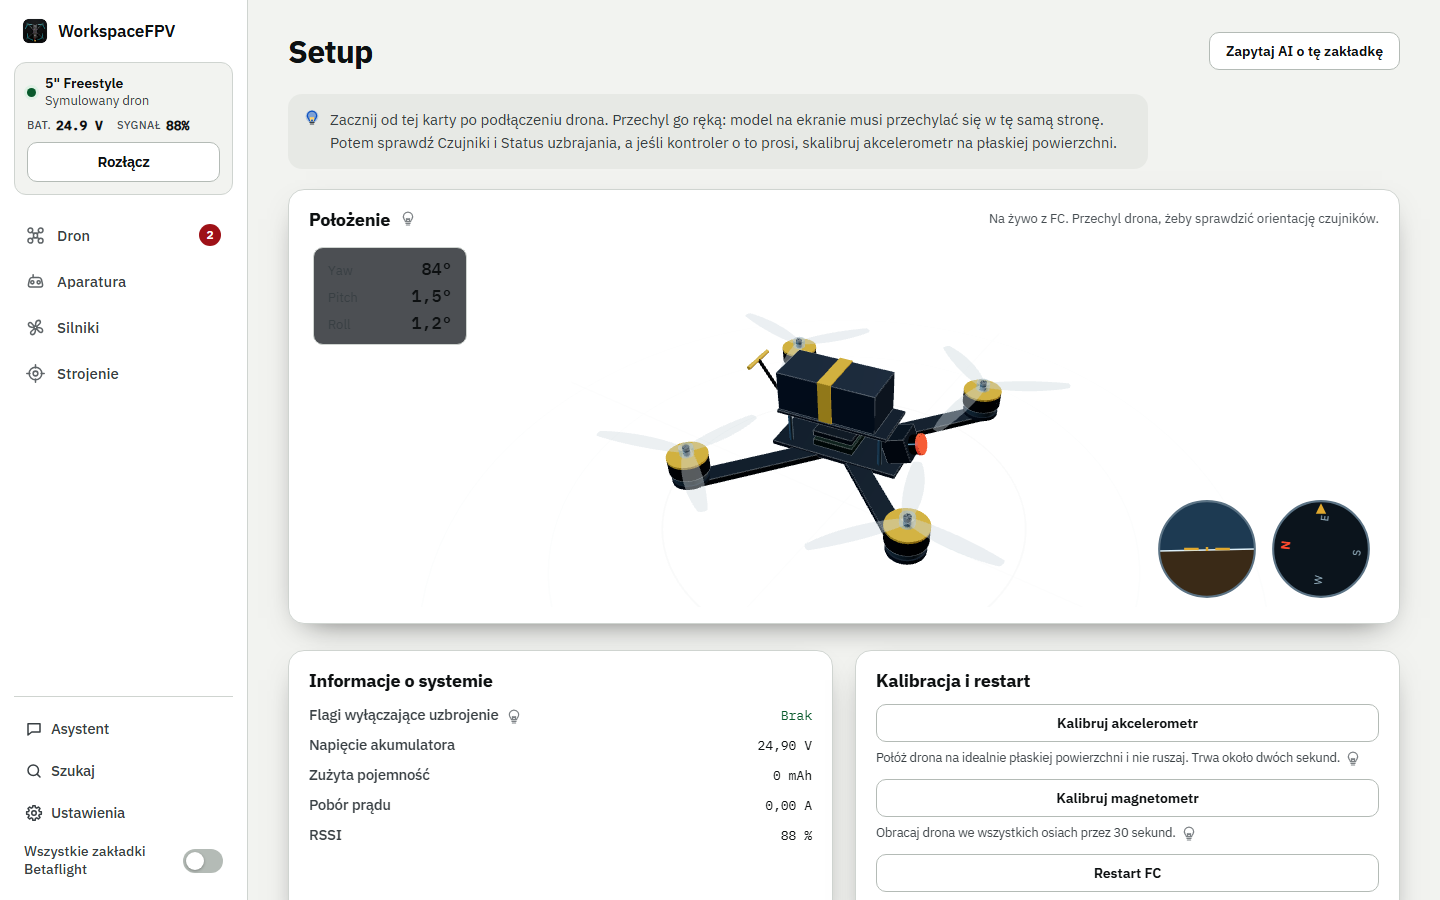 WorkspaceFPV
5" Freestyle
Symulowany dron
BAT. 24.9 V SYGNAŁ 88%
Rozłącz
Dron 2
Aparatura
Silniki
Strojenie
Asystent
Szukaj
Ustawienia
Wszystkie zakładki
Betaflight
Setup
Zapytaj AI o tę zakładkę
Zacznij od tej karty po podłączeniu drona. Przechyl go ręką: model na ekranie musi przechylać się w tę samą stronę.
Potem sprawdź Czujniki i Status uzbrajania, a jeśli kontroler o to prosi, skalibruj akcelerometr na płaskiej powierzchni.
Położenie
Na żywo z FC. Przechyl drona, żeby sprawdzić orientację czujników.
Yaw 84°
Pitch 1,5°
Roll 1,2°
N E S W
Informacje o systemie
Flagi wyłączające uzbrojenie Brak
Napięcie akumulatora 24,90 V
Zużyta pojemność 0 mAh
Pobór prądu 0,00 A
RSSI 88 %
Kalibracja i restart
Kalibruj akcelerometr
Połóż drona na idealnie płaskiej powierzchni i nie ruszaj. Trwa około dwóch sekund.
Kalibruj magnetometr
Obracaj drona we wszystkich osiach przez 30 sekund.
Restart FC